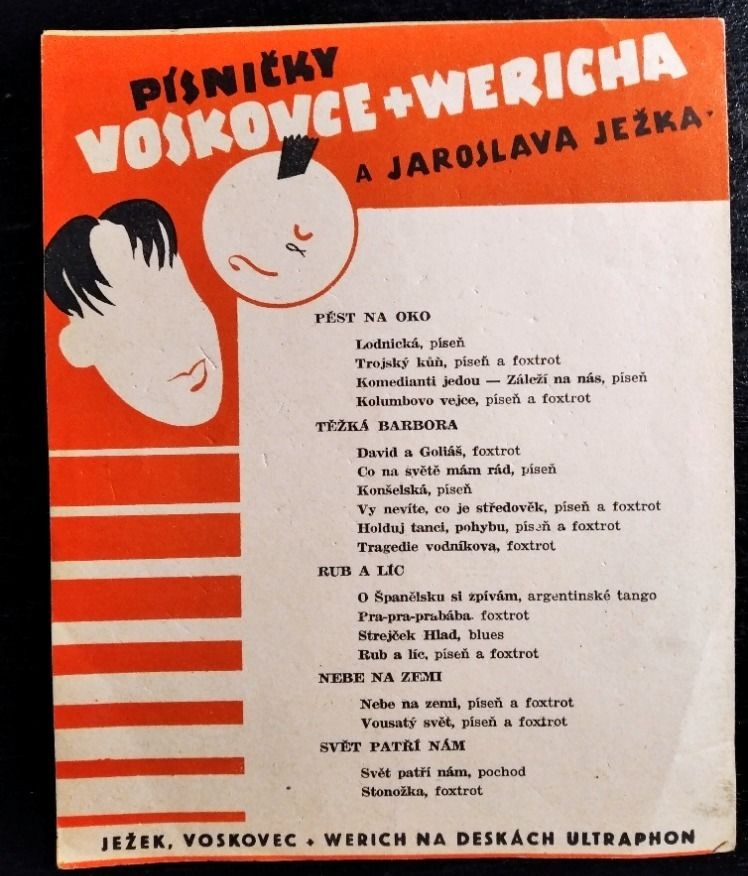 PÍSNIČKY
VOSKOVCE+WERICHA
A JAROSLAVA JEŽKA
PĚST NA OKO
Lodnická, píseň
Trojský kůň, píseň a foxtrot
Komedianti jedou — Záleží na nás, píseň
Kolumbovo vejce, píseň a foxtrot
TĚŽKÁ BARBORA
David a Goliáš, foxtrot
Co na světě mám rád, píseň
Konšelská, píseň
Vy nevíte, co je středověk, píseň a foxtrot
Holduj tanci, pohybu, píseň a foxtrot
Tragedie vodníkova, foxtrot
RUB A LÍC
O Španělsku si zpívám, argentinské tango
Pra-pra-prabába. foxtrot
Strejček Hlad, blues
Rub a líc, píseň a foxtrot
NEBE NA ZEMI
Nebe na zemi, píseň a foxtrot
Vousatý svět, píseň a foxtrot
SVĚT PATŘÍ NÁM
Svět patří nám, pochod
Stonožka, foxtrot
JEŽEK, VOSKOVEC + WERICH NA DESKÁCH ULTRAPHON